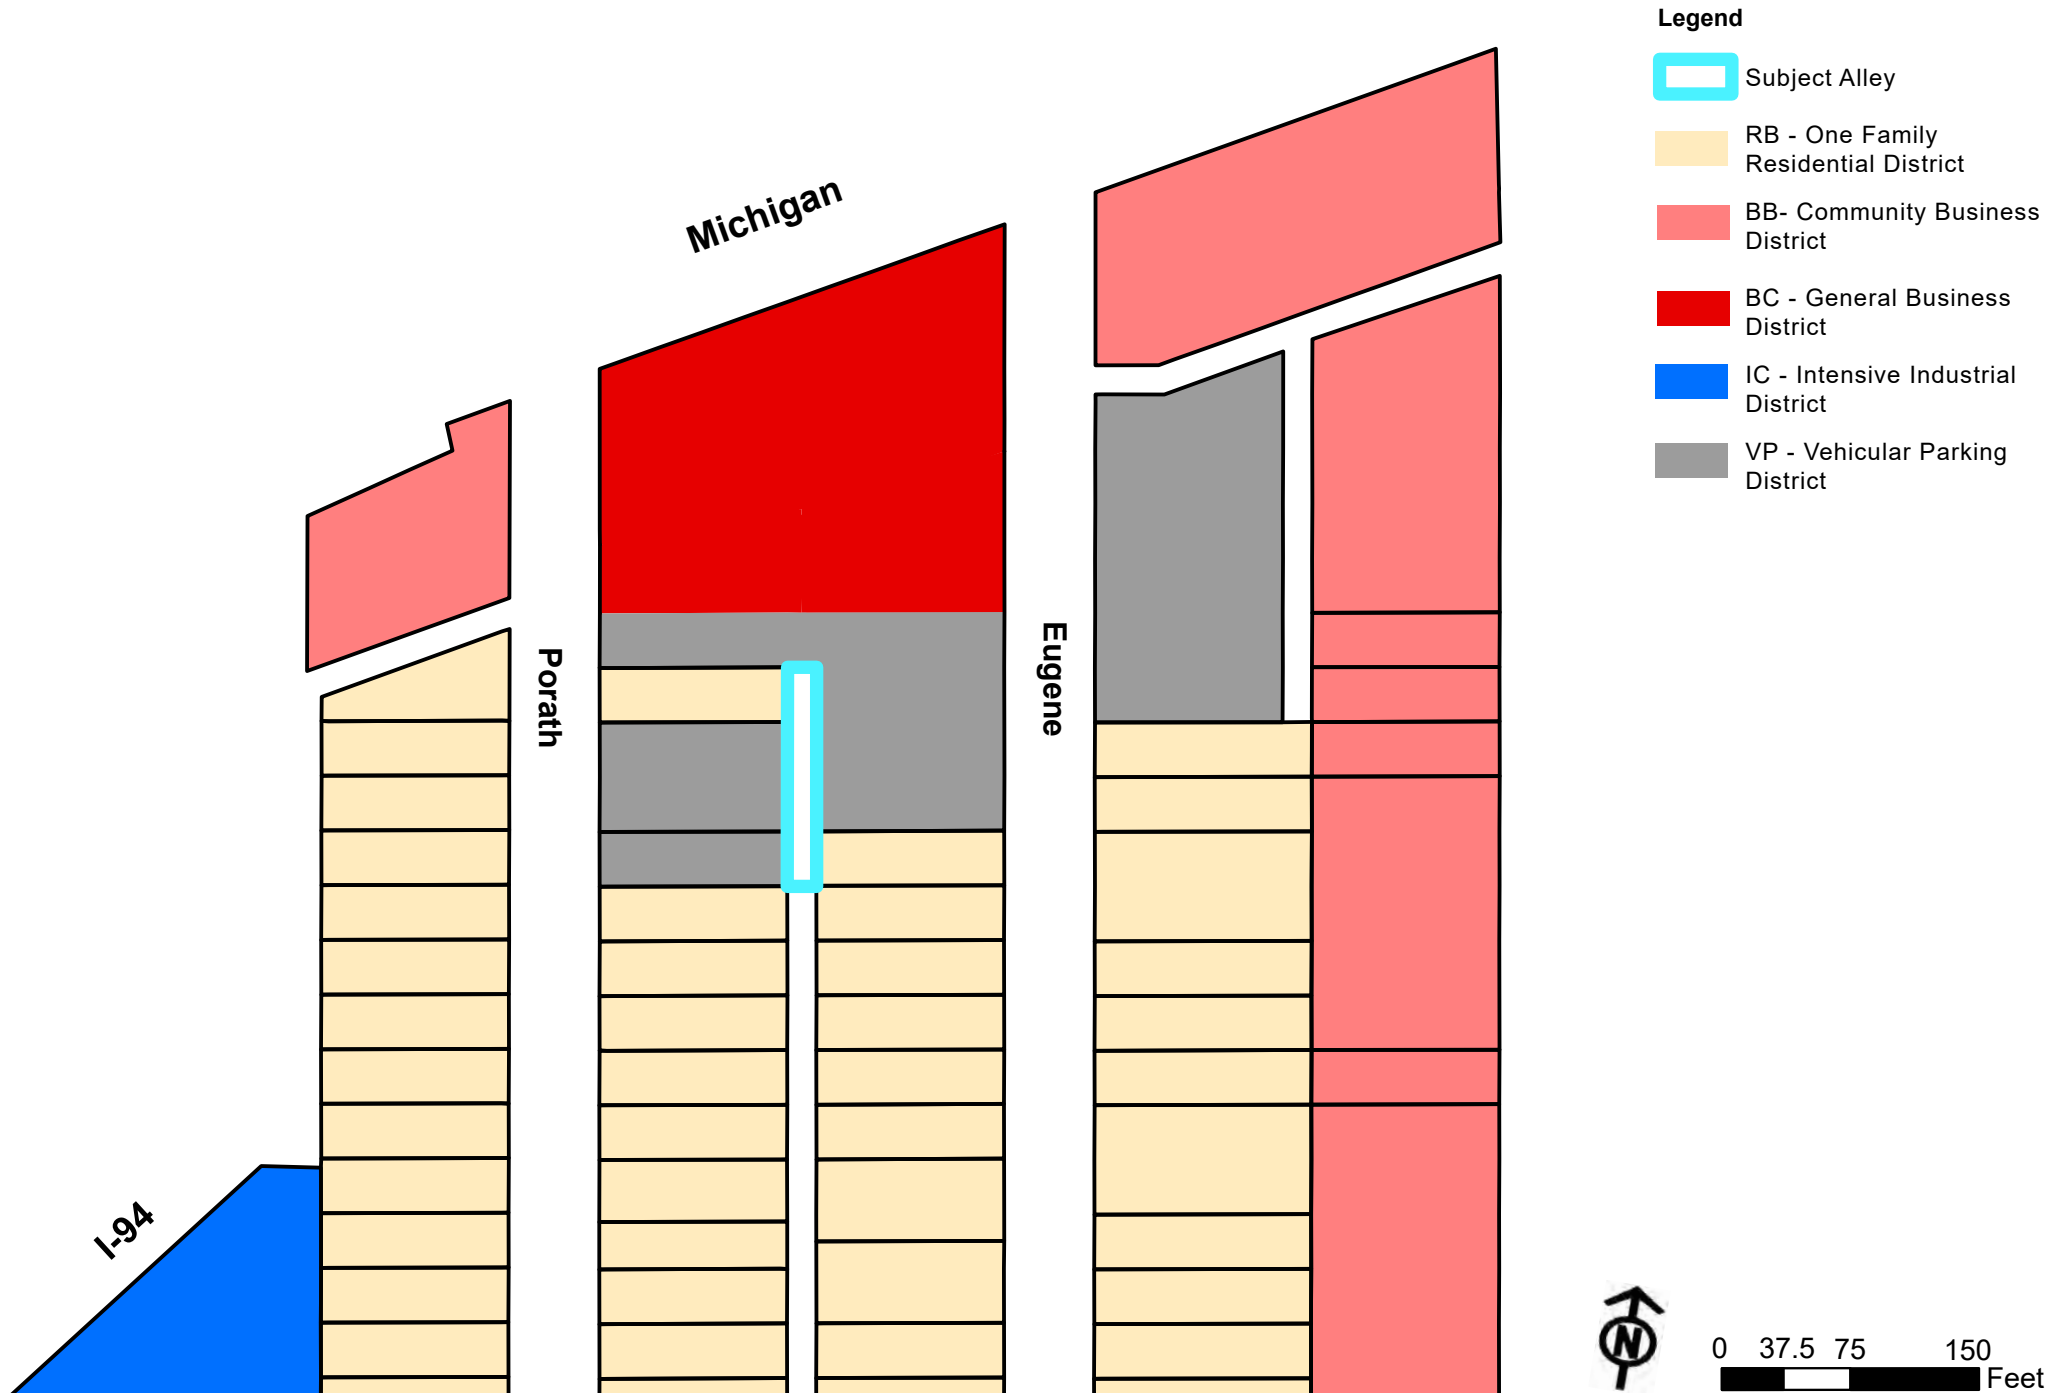 Legend
Subject Alley
RB - One Family
Residential District
BB- Community Business
District
BC - General Business
District
IC - Intensive Industrial
District
VP - Vehicular Parking
District
Michigan
Porath
Eugene
I-94
N
0 37.5 75 150
Feet